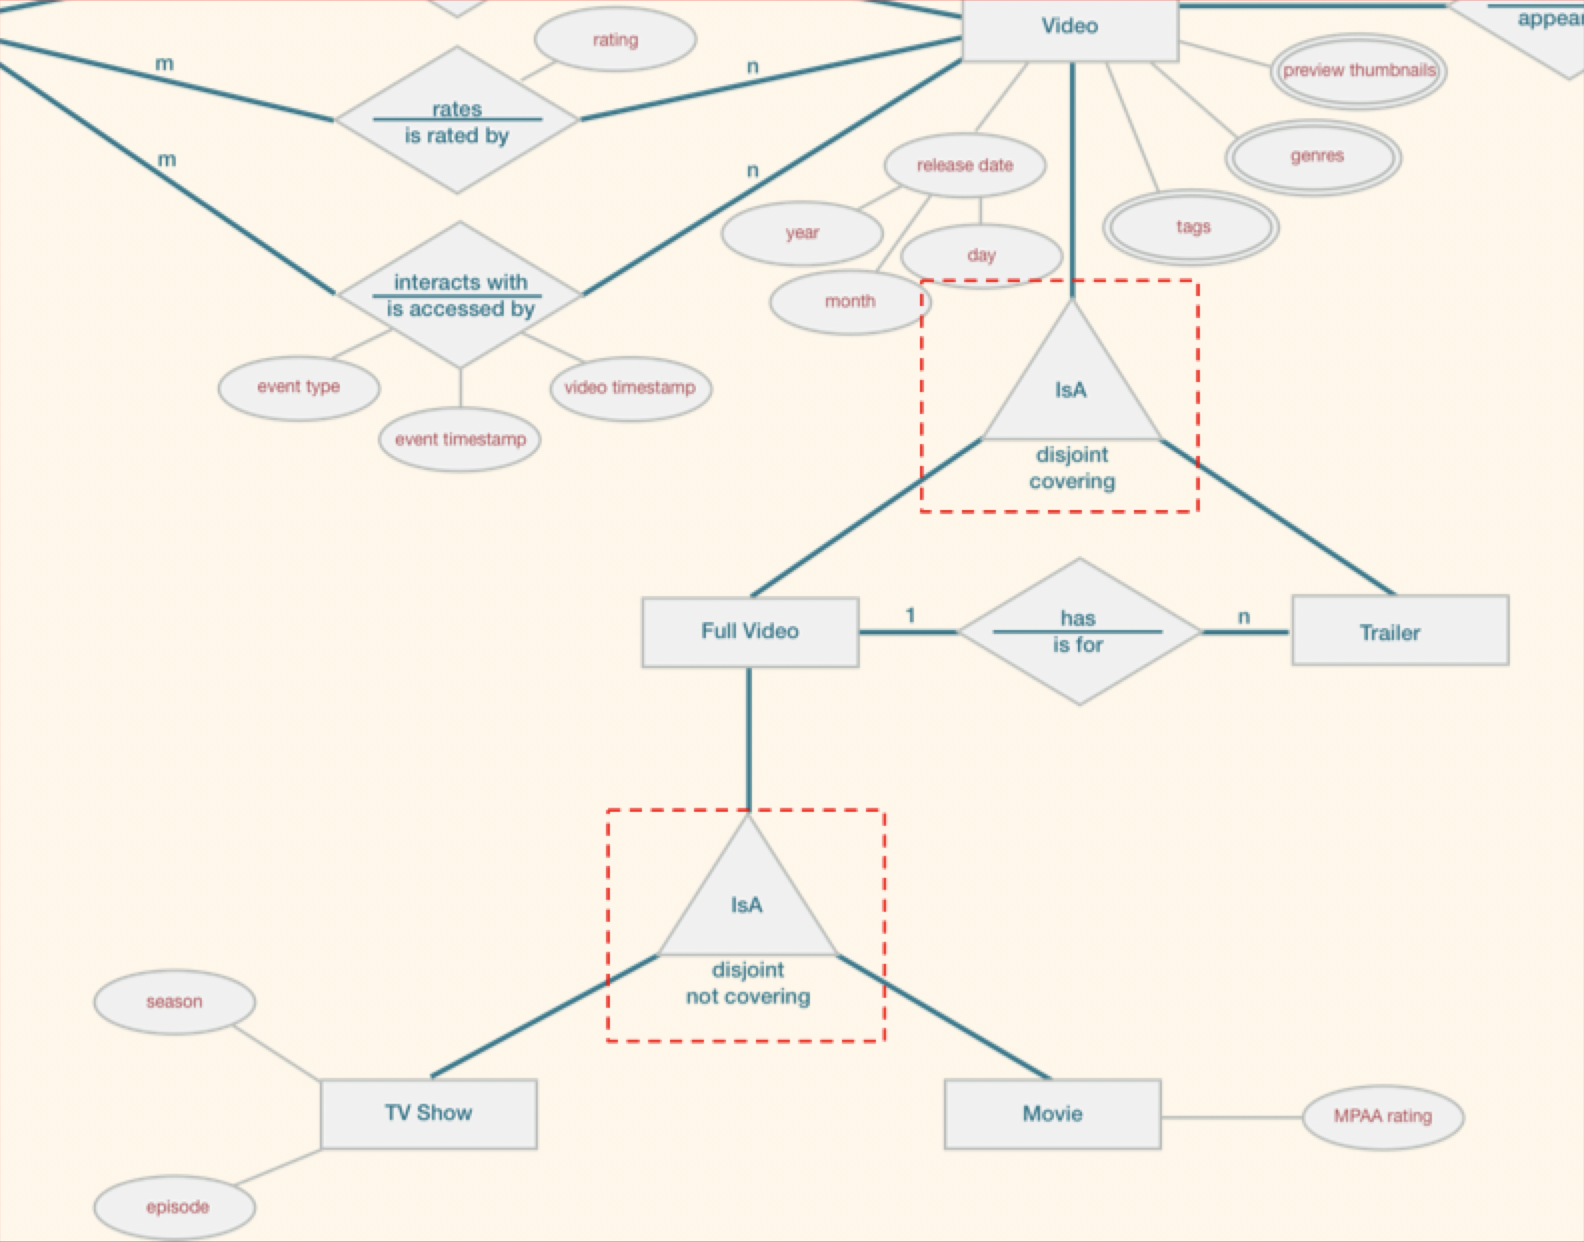 Video
appear
rating
m
n
preview thumbnails
rates
is rated by
genres
m
n
release date
tags
year
day
interacts with
is accessed by
month
event type
video timestamp
IsA
event timestamp
disjoint
covering
1
has
n
Full Video
is for
Trailer
IsA
disjoint
not covering
season
TV Show
Movie
MPAA rating
episode